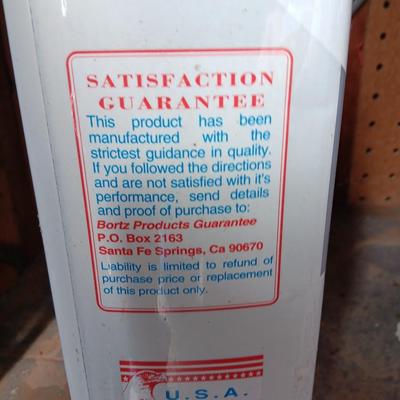 SATISFACTION
GUARANTEE
This product has been
manufactured with the
strictest guidance in quality.
If you followed the directions
and are not satisfied with it's
performance, send details
and proof of purchase to:
Bortz Products Guarantee
P.O. Box 2163
Santa Fe Springs, Ca 90670
Liability is limited to refund of
purchase price or replacement
of this product only.
U.S.A.